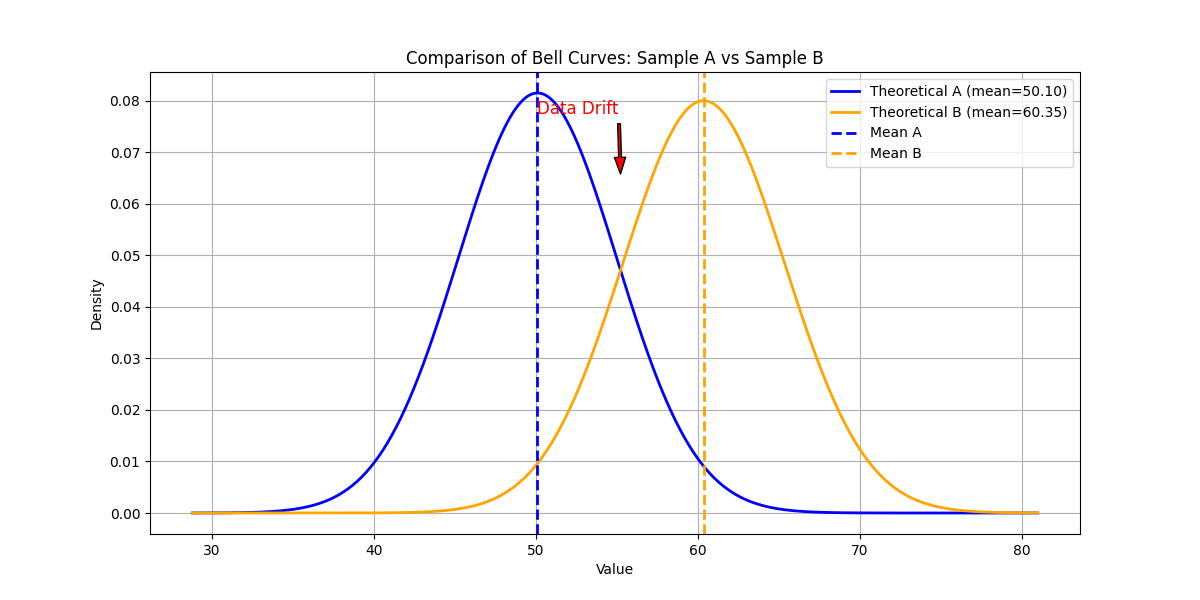 Comparison of Bell Curves: Sample A vs Sample B
Theoretical A (mean=50.10)
Theoretical B (mean=60.35)
Mean A
Mean B
Data Drift
Density
0.08
0.07
0.06
0.05
0.04
0.03
0.02
0.01
0.00
30 40 50 60 70 80
Value